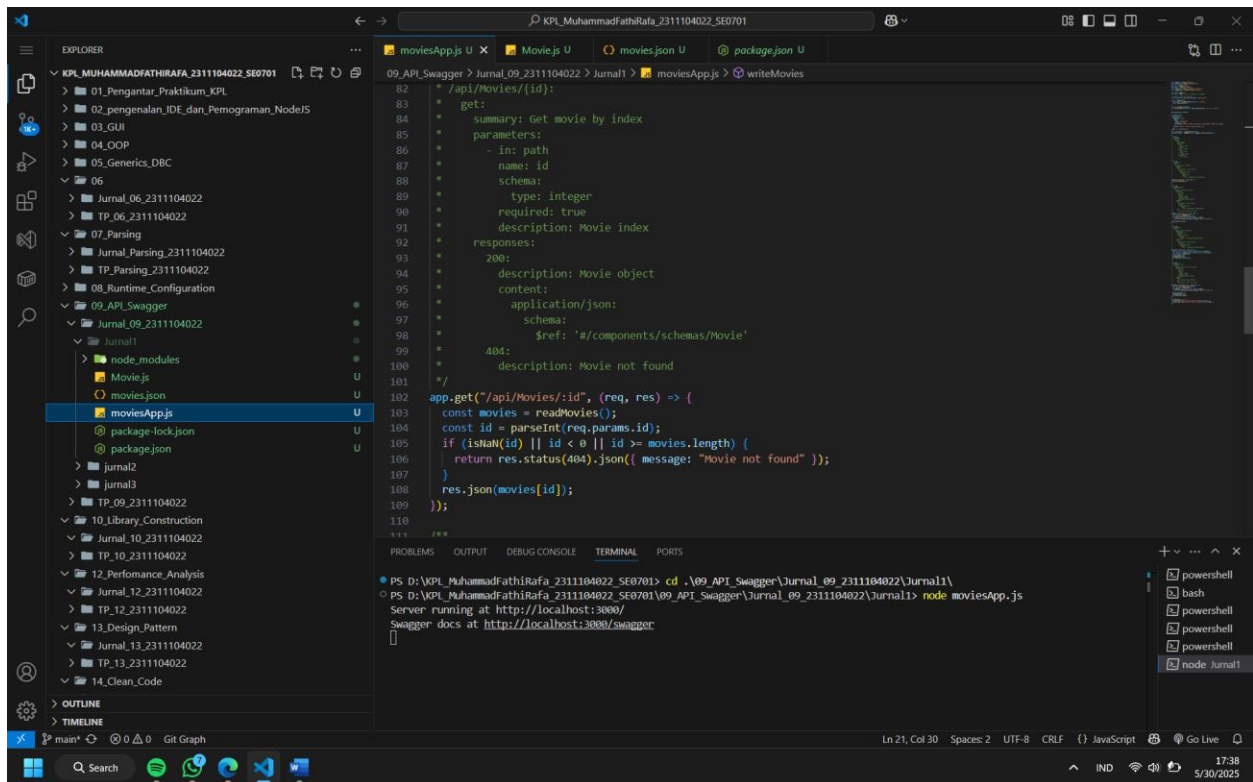 KPL_MuhammadFathiRafa_2311104022_SE0701
EXPLORER
KPL_MUHAMMADFATHIRAFA_2311104022_SE0701
01_Pengantar_Praktikum_KPL
02_pengenalan_IDE_dan_Pemograman_NodeJS
03_GUI
04_OOP
05_Generics_DBC
06
Jurnal_06_2311104022
TP_06_2311104022
07_Parsing
Jurnal_Parsing_2311104022
TP_Parsing_2311104022
08_Runtime_Configuration
09_API_Swagger
Jurnal_09_2311104022
Jurnal1
node_modules
Movie.js U
movies.json U
moviesApp.js U
package-lock.json U
package.json U
jurnal2
jurnal3
TP_09_2311104022
10_Library_Construction
Jurnal_10_2311104022
TP_10_2311104022
12_Perfomance_Analysis
Jurnal_12_2311104022
TP_12_2311104022
13_Design_Pattern
Jurnal_13_2311104022
TP_13_2311104022
14_Clean_Code
OUTLINE
TIMELINE
1K+
moviesApp.js U Movie.js U movies.json U package.json U
09_API_Swagger > Jurnal_09_2311104022 > Jurnal1 > moviesApp.js > writeMovies
82 * /api/Movies/{id}:
83 * get:
84 * summary: Get movie by index
85 * parameters:
86 * - in: path
87 * name: id
88 * schema:
89 * type: integer
90 * required: true
91 * description: Movie index
92 * responses:
93 * 200:
94 * description: Movie object
95 * content:
96 * application/json:
97 * schema:
98 * $ref: '#/components/schemas/Movie'
99 * 404:
100 * description: Movie not found
101 */
102 app.get("/api/Movies/:id", (req, res) => {
103 const movies = readMovies();
104 const id = parseInt(req.params.id);
105 if (isNaN(id) || id < 0 || id >= movies.length) {
106 return res.status(404).json({ message: "Movie not found" });
107 }
108 res.json(movies[id]);
109 });
110
111 /**
PROBLEMS OUTPUT DEBUG CONSOLE TERMINAL PORTS
PS D:\KPL_MuhammadFathiRafa_2311104022_SE0701> cd .\09_API_Swagger\Jurnal_09_2311104022\Jurnal1\
PS D:\KPL_MuhammadFathiRafa_2311104022_SE0701\09_API_Swagger\Jurnal_09_2311104022\Jurnal1> node moviesApp.js
Server running at http://localhost:3000/
Swagger docs at http://localhost:3000/swagger
powershell
bash
powershell
powershell
powershell
node Jurnal1
main* 0 0 Git Graph Ln 21, Col 30 Spaces: 2 UTF-8 CRLF {} JavaScript Go Live
Search 7 IND 17:38
5/30/2025